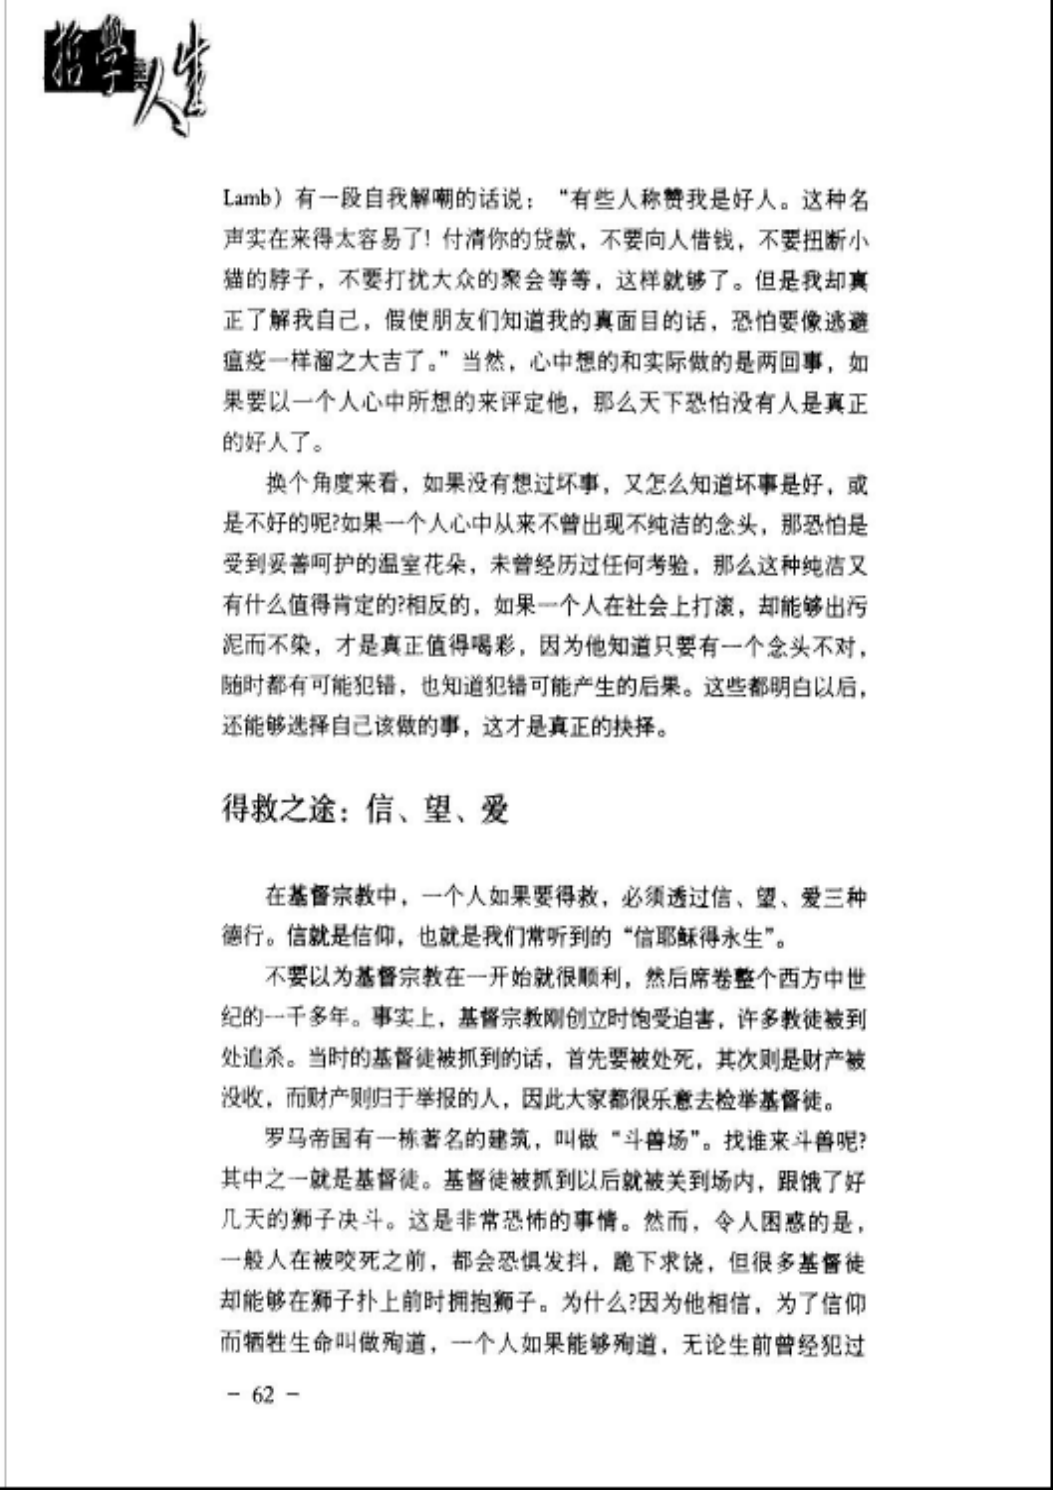 哲學與人生
Lamb）有一段自我解嘲的话说：“有些人称赞我是好人。这种名
声实在来得太容易了！付清你的贷款，不要向人借钱，不要扭断小
猫的脖子，不要打扰大众的聚会等等，这样就够了。但是我却真
正了解我自己，假使朋友们知道我的真面目的话，恐怕要像逃避
瘟疫一样溜之大吉了。”当然，心中想的和实际做的是两回事，如
果要以一个人心中所想的来评定他，那么天下恐怕没有人是真正
的好人了。
换个角度来看，如果没有想过坏事，又怎么知道坏事是好，或
是不好的呢?如果一个人心中从来不曾出现不纯洁的念头，那恐怕是
受到妥善呵护的温室花朵，未曾经历过任何考验，那么这种纯洁又
有什么值得肯定的?相反的，如果一个人在社会上打滚，却能够出污
泥而不染，才是真正值得喝彩，因为他知道只要有一个念头不对，
随时都有可能犯错，也知道犯错可能产生的后果。这些都明白以后，
还能够选择自己该做的事，这才是真正的抉择。
得救之途：信、望、爱
在基督宗教中，一个人如果要得救，必须透过信、望、爱三种
德行。信就是信仰，也就是我们常听到的“信耶稣得永生”。
不要以为基督宗教在一开始就很顺利，然后席卷整个西方中世
纪的一千多年。事实上，基督宗教刚创立时饱受迫害，许多教徒被到
处追杀。当时的基督徒被抓到的话，首先要被处死，其次则是财产被
没收，而财产则归于举报的人，因此大家都很乐意去检举基督徒。
罗马帝国有一栋著名的建筑，叫做“斗兽场”。找谁来斗兽呢?
其中之一就是基督徒。基督徒被抓到以后就被关到场内，跟饿了好
几天的狮子决斗。这是非常恐怖的事情。然而，令人困惑的是，
一般人在被咬死之前，都会恐惧发抖，跪下求饶，但很多基督徒
却能够在狮子扑上前时拥抱狮子。为什么?因为他相信，为了信仰
而牺牲生命叫做殉道，一个人如果能够殉道，无论生前曾经犯过
－ 62 －